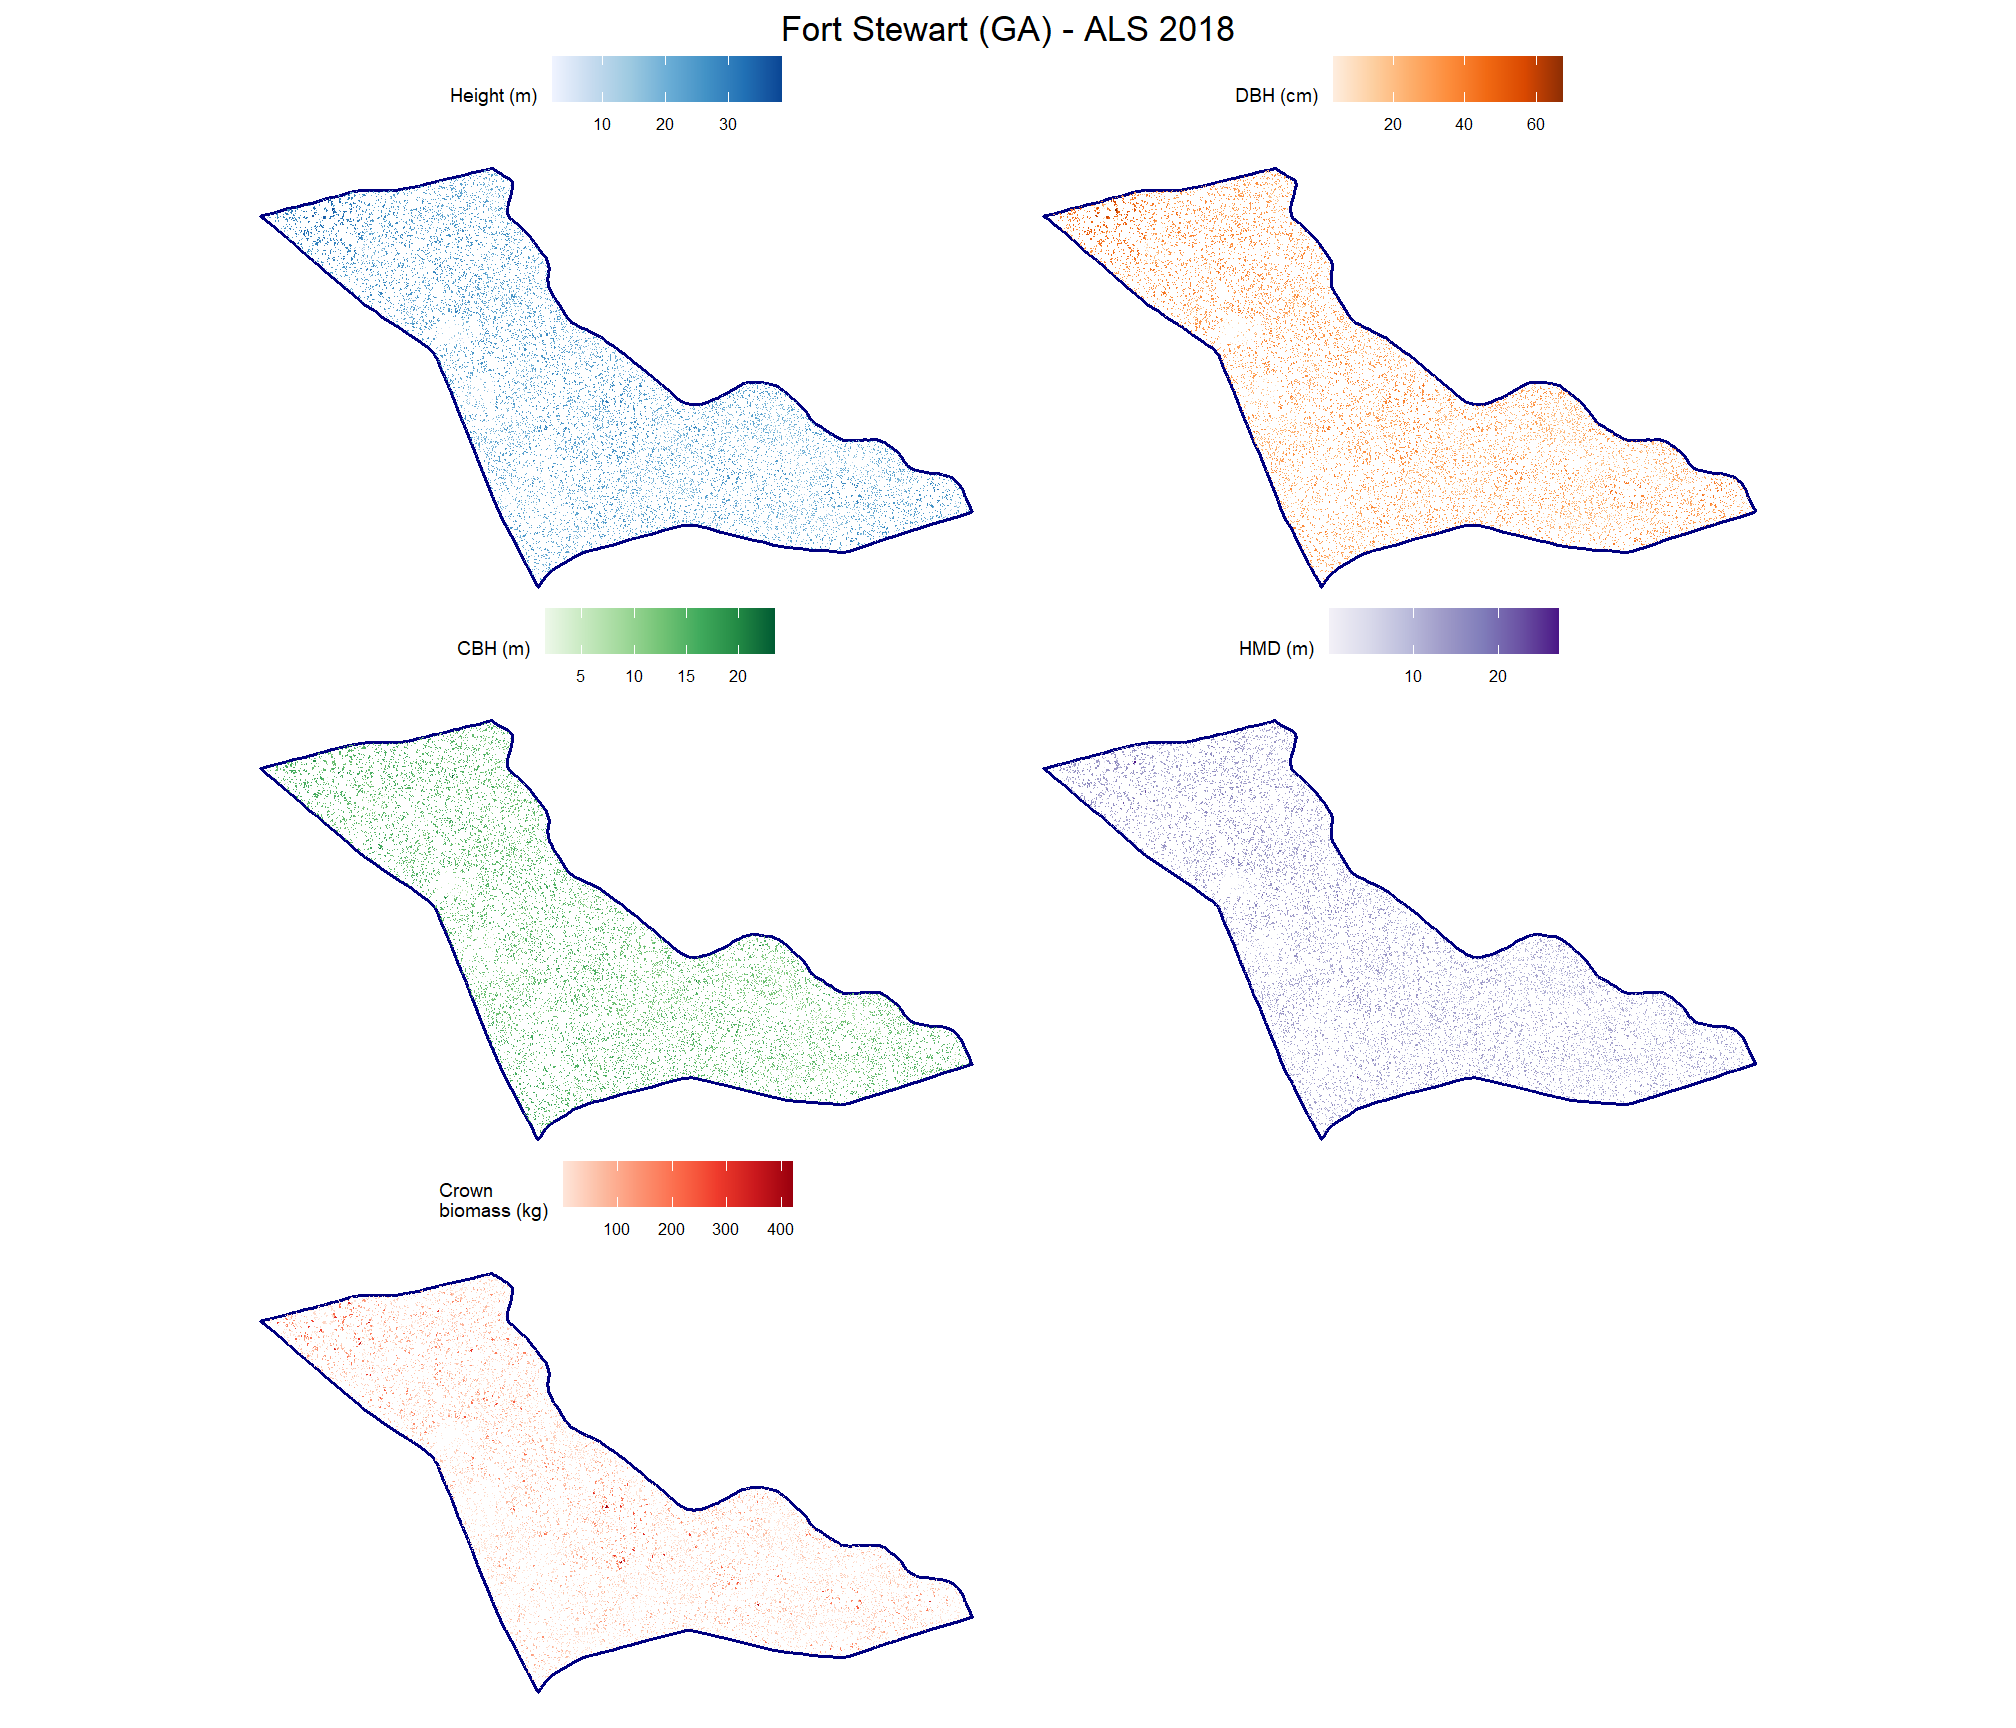 Fort Stewart (GA) - ALS 2018
Height (m)
10 20 30
DBH (cm)
20 40 60
CBH (m)
5 10 15 20
HMD (m)
10 20
Crown
biomass (kg)
100 200 300 400